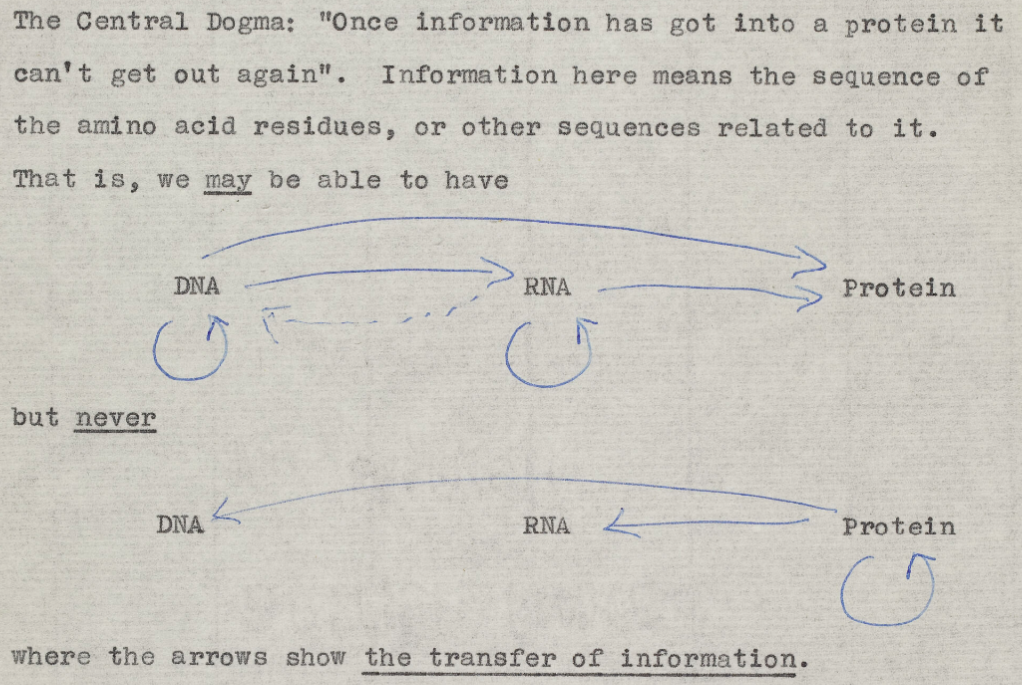 The Central Dogma: "Once information has got into a protein it
can't get out again". Information here means the sequence of
the amino acid residues, or other sequences related to it.
That is, we may be able to have
DNA RNA Protein
but never
DNA RNA Protein
where the arrows show the transfer of information.